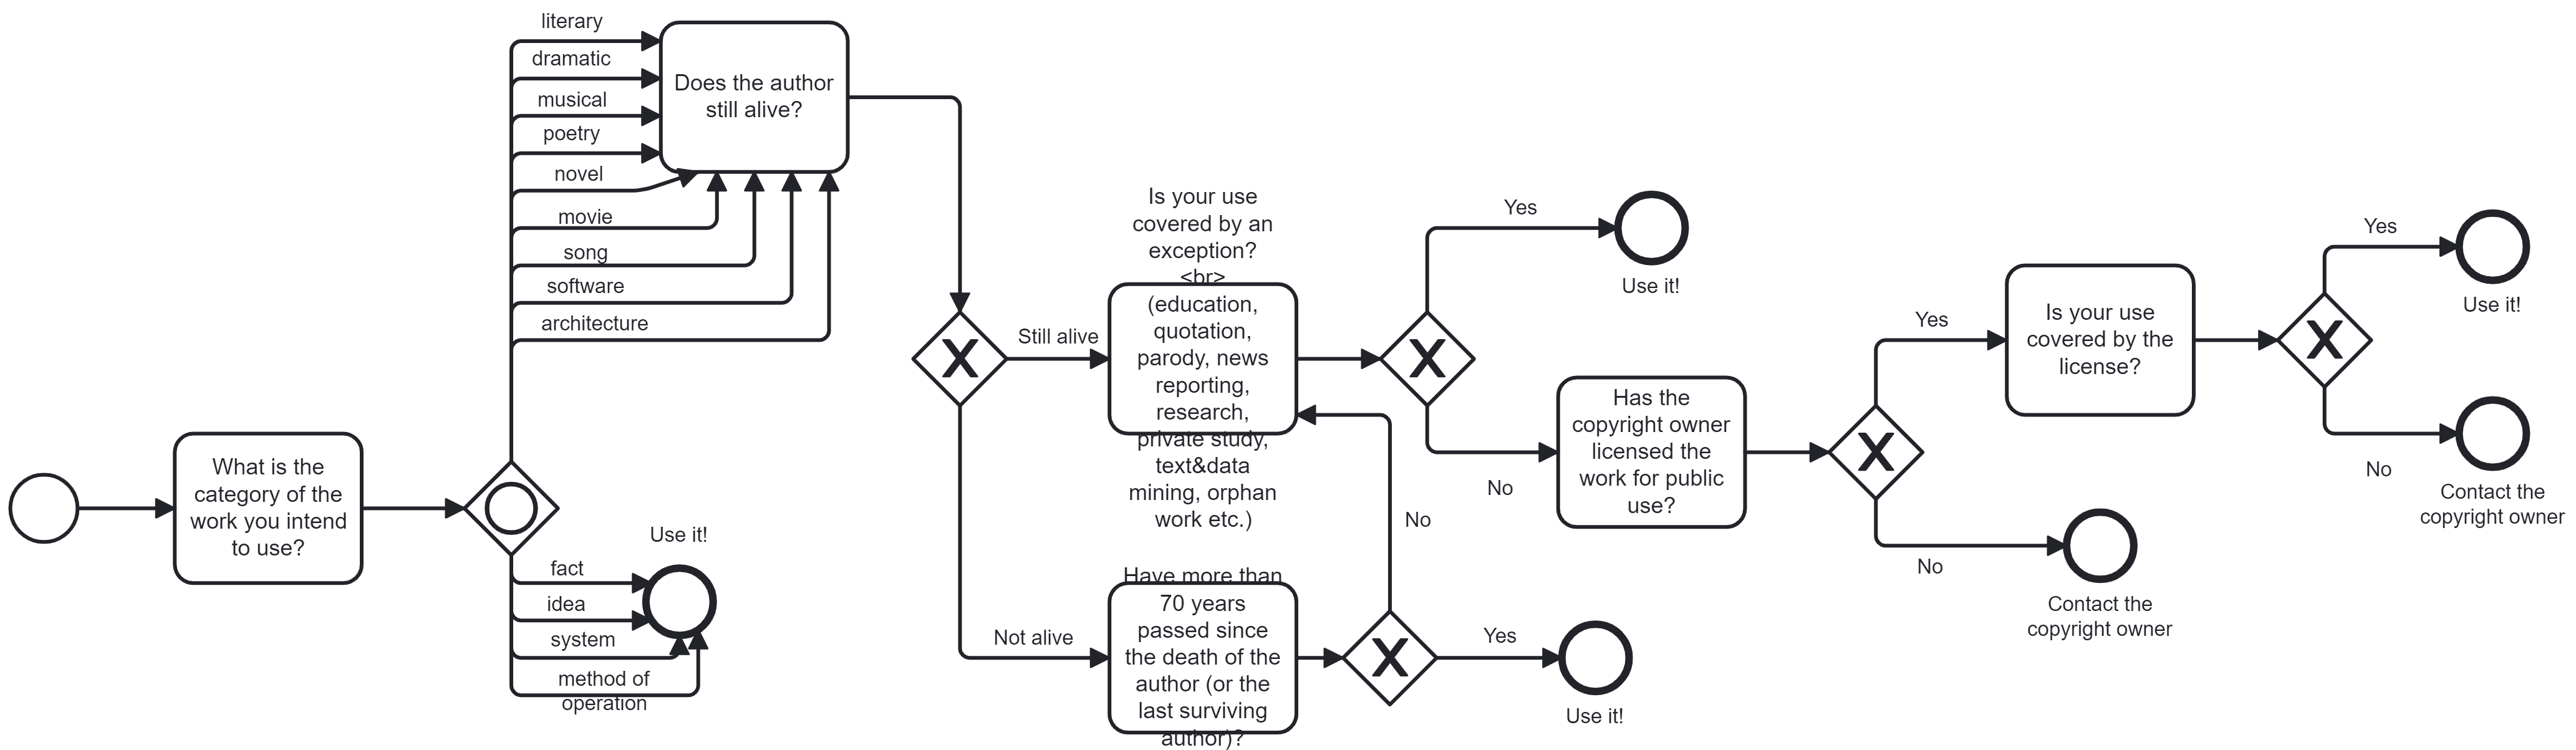 literary
dramatic
musical
poetry
novel
movie
song
software
architecture
Does the author
still alive?
What is the
category of the
work you intend
to use?
Use it!
fact
idea
system
method of
operation
Still alive
Not alive
Is your use
covered by an
exception?
<br>
(education,
quotation,
parody, news
reporting,
research,
private study,
text&data
mining, orphan
work etc.)
Have more than
70 years
passed since
the death of the
author (or the
last surviving
author)?
No
Yes
Use it!
Yes
Use it!
No
Has the
copyright owner
licensed the
work for public
use?
Yes
No
Contact the
copyright owner
Is your use
covered by the
license?
Yes
Use it!
No
Contact the
copyright owner
X
X
X
X
X